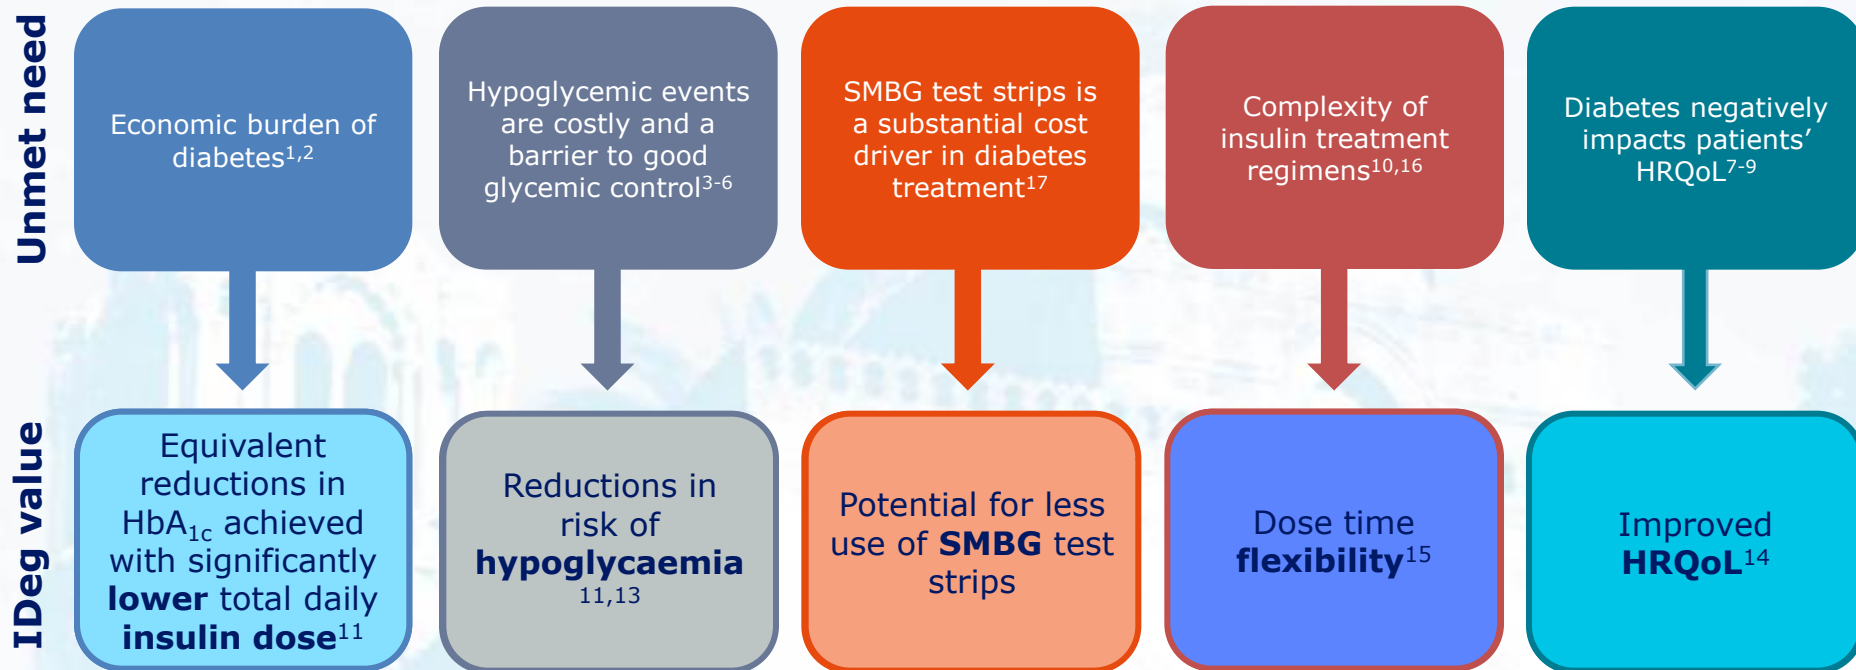 Unmet need
Economic burden of
diabetes1,2
Hypoglycemic events
are costly and a
barrier to good
glycemic control3-6
SMBG test strips is
a substantial cost
driver in diabetes
treatment17
Complexity of
insulin treatment
regimens10,16
Diabetes negatively
impacts patients’
HRQoL7-9
IDeg value
Equivalent
reductions in
HbA1c achieved
with significantly
lower total daily
insulin dose11
Reductions in
risk of
hypoglycaemia
11,13
Potential for less
use of SMBG test
strips
Dose time
flexibility15
Improved
HRQoL14